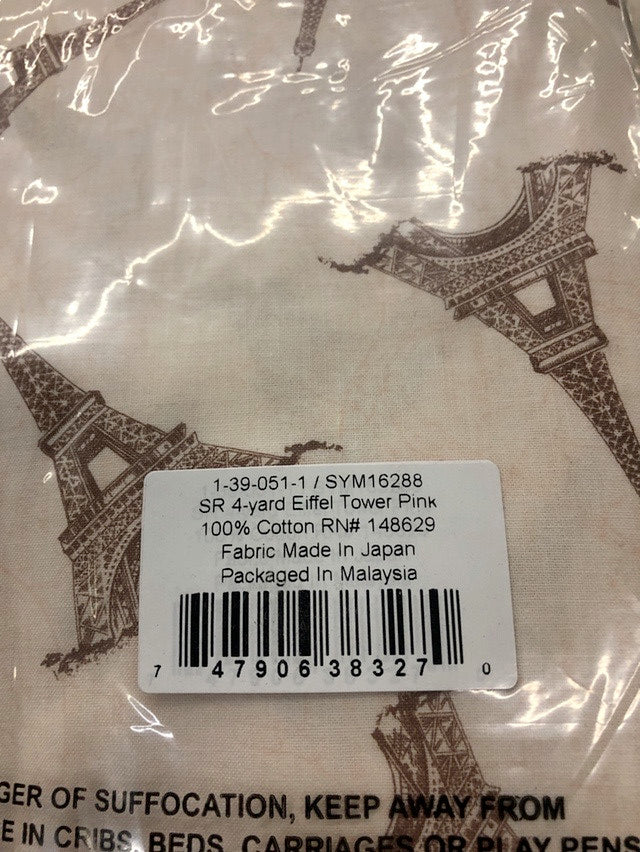 1-39-051-1 / SYM16288
SR 4-yard Eiffel Tower Pink
100% Cotton RN# 148629
Fabric Made In Japan
Packaged In Malaysia
7 47906 38327 0
GER OF SUFFOCATION, KEEP AWAY FROM
E IN CRIBS, BEDS, CARRIAGES OR PLAY PENS